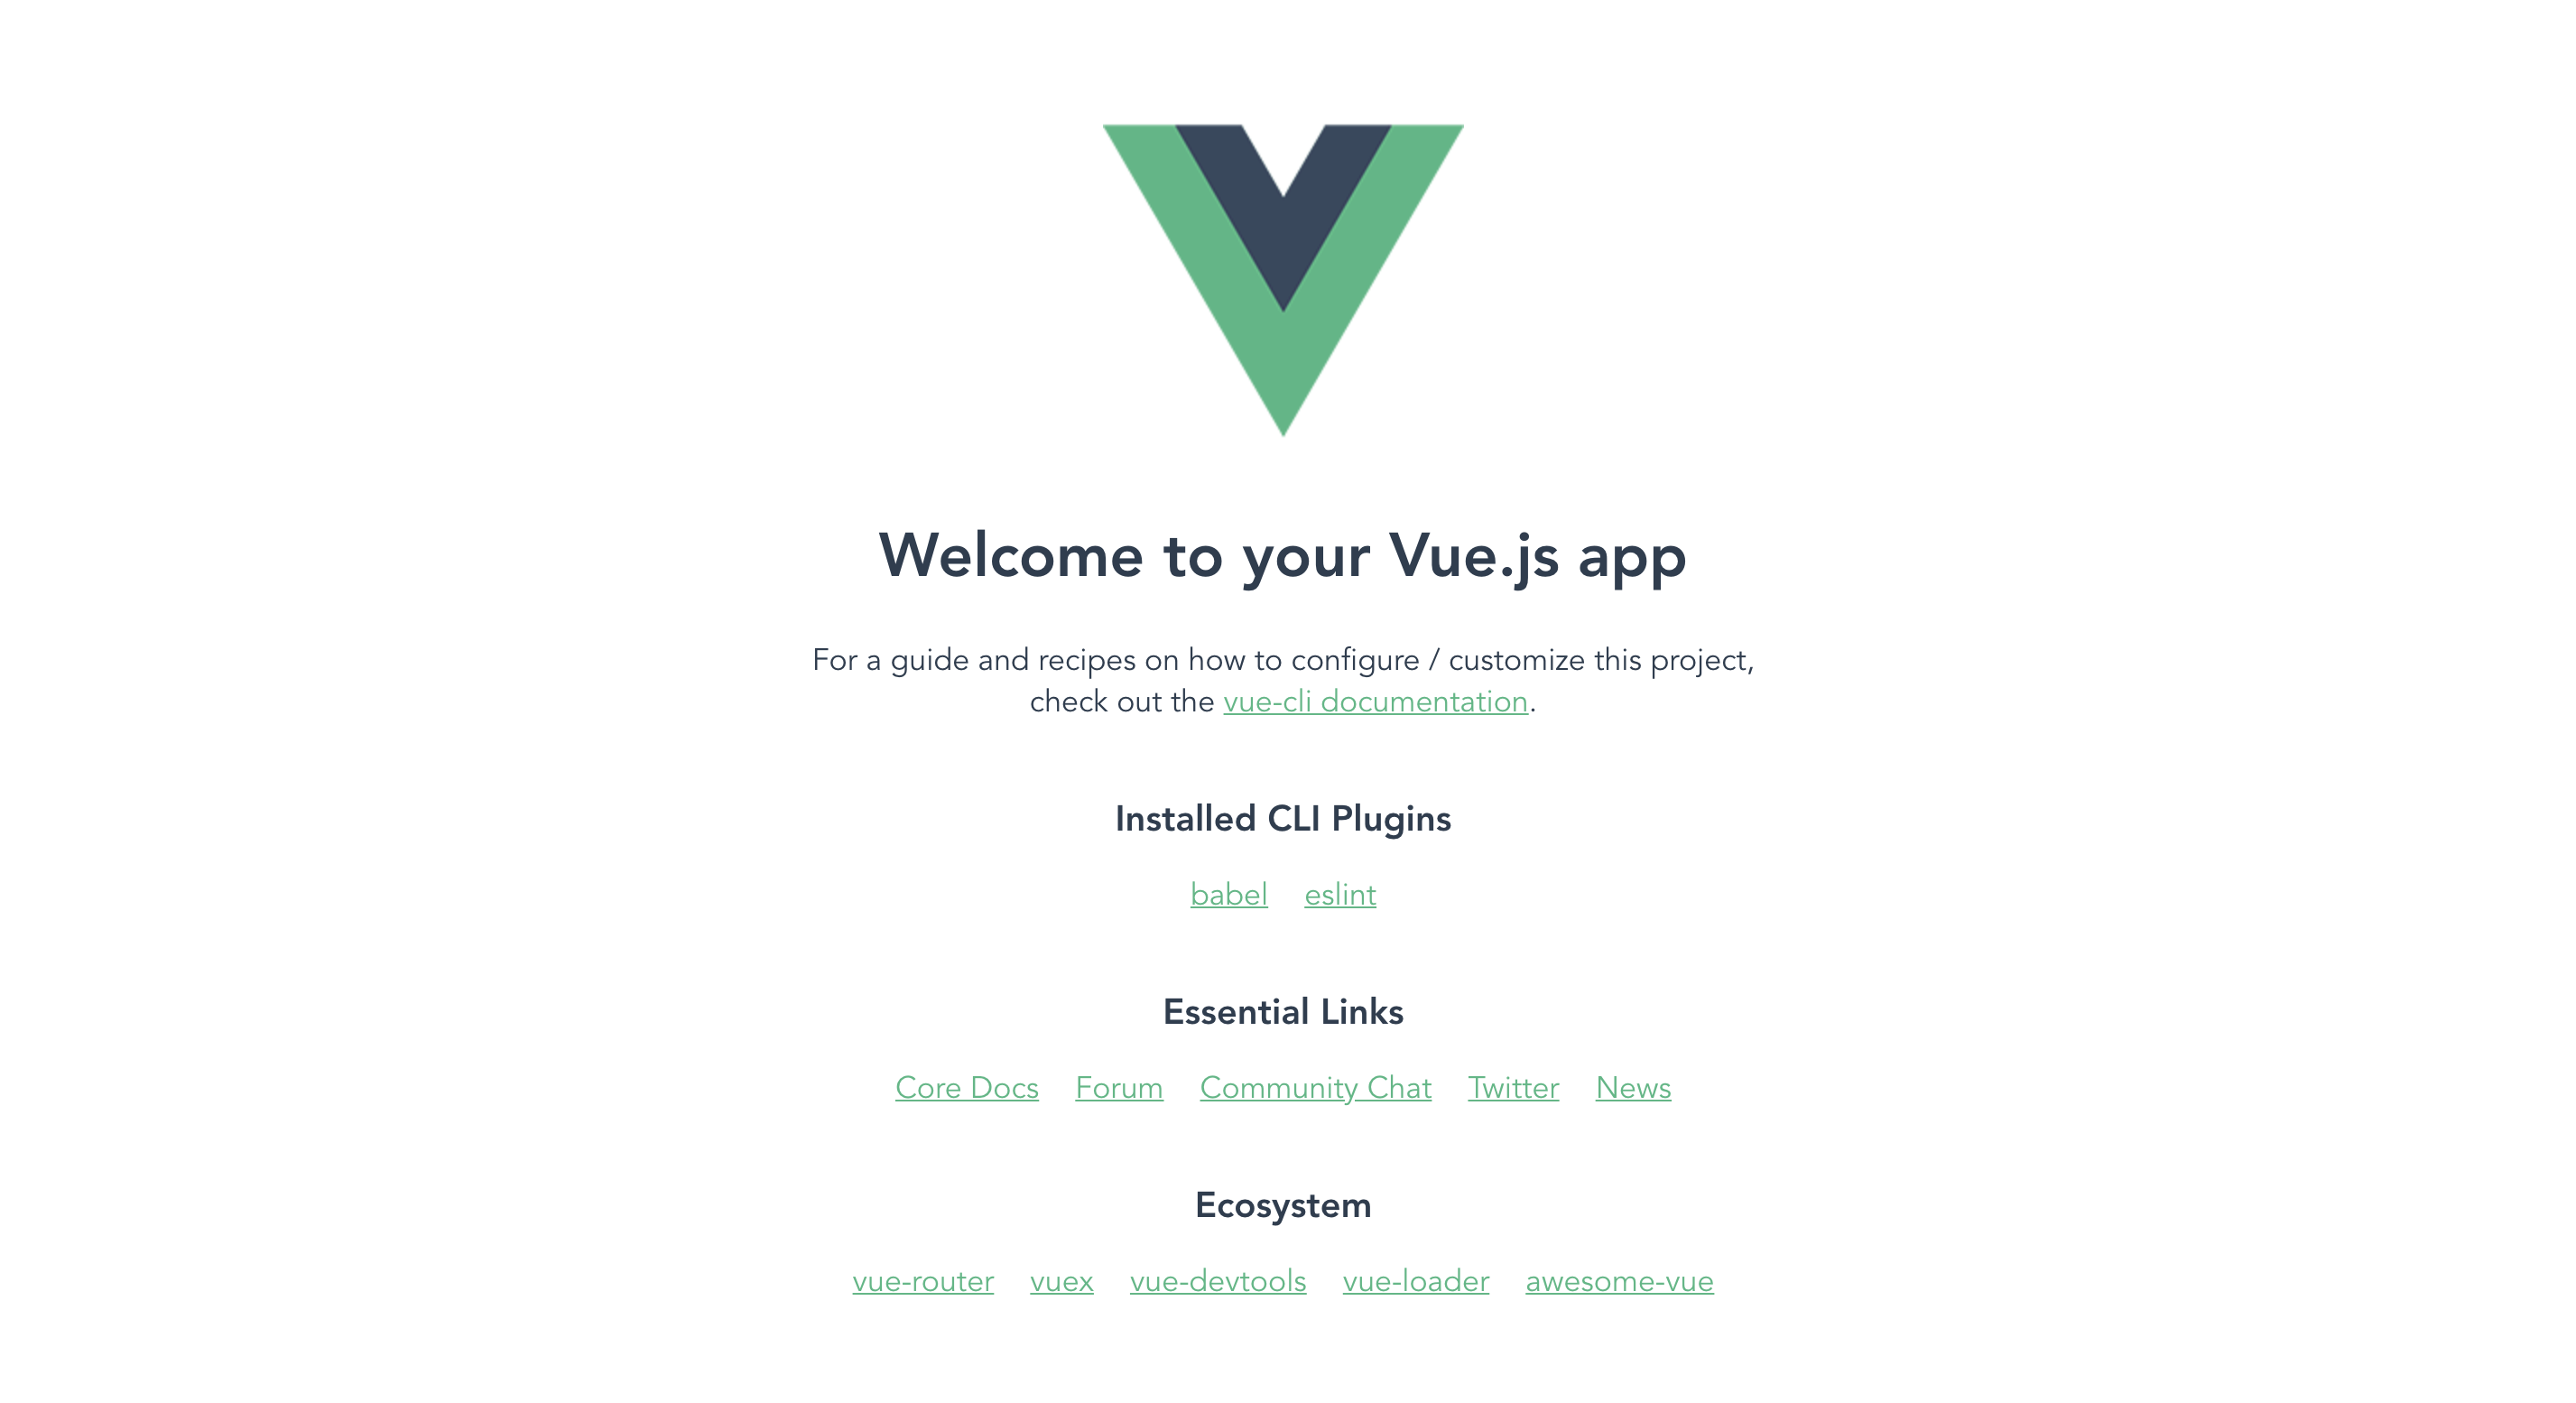 Welcome to your Vue.js app
For a guide and recipes on how to configure / customize this project,
check out the vue-cli documentation.
Installed CLI Plugins
babel eslint
Essential Links
Core Docs Forum Community Chat Twitter News
Ecosystem
vue-router vuex vue-devtools vue-loader awesome-vue